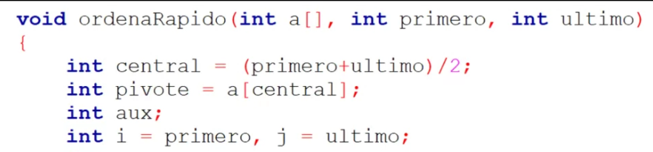 void ordenaRapido(int a[], int primero, int ultimo)
{
int central = (primero+ultimo)/2;
int pivote = a[central];
int aux;
int i = primero, j = ultimo;